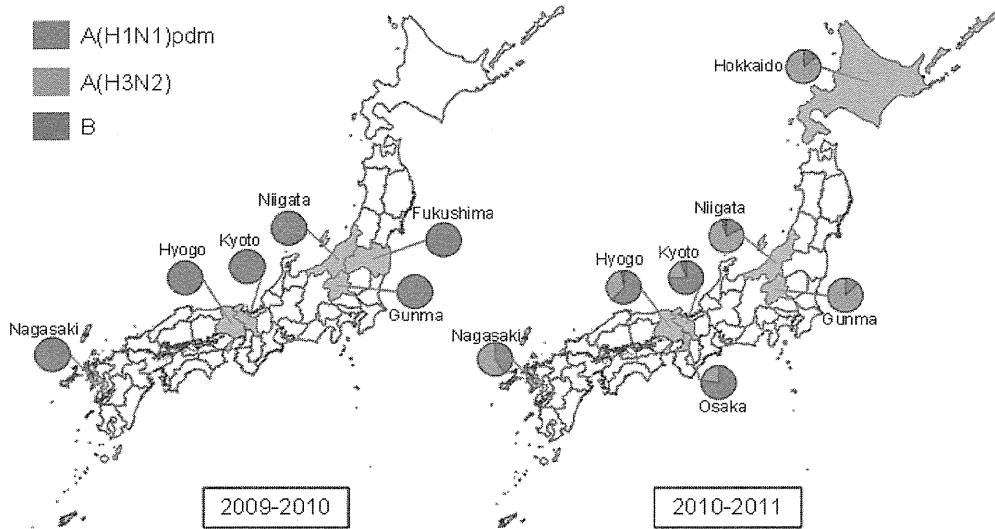 A(H1N1)pdm
A(H3N2)
B
Niigata
Fukushima
Hyogo
Kyoto
Gunma
Nagasaki
2009-2010
Hokkaido
Niigata
Hyogo
Kyoto
Gunma
Nagasaki
Osaka
2010-2011